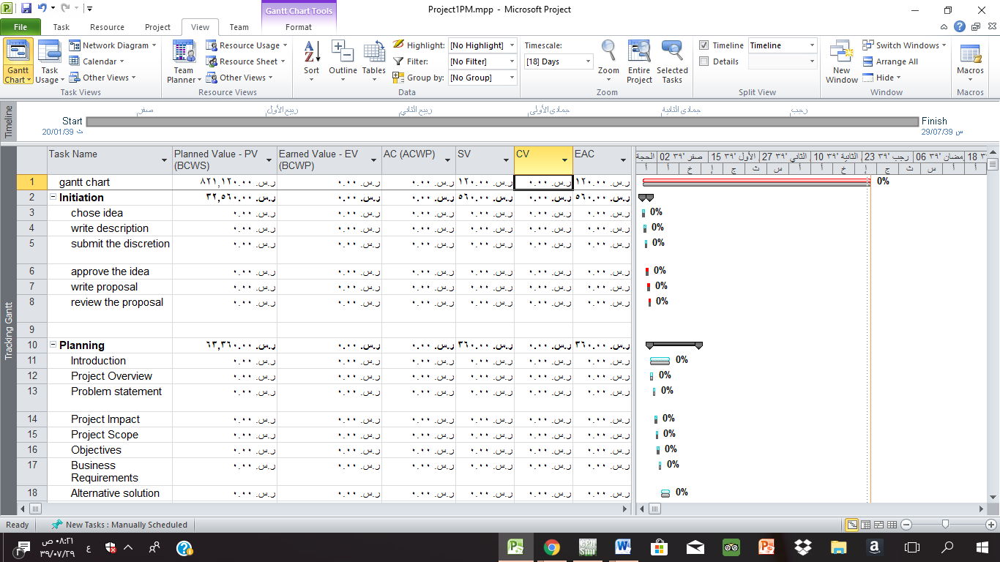 Gantt Chart Tools
Project1PM.mpp - Microsoft Project
File Task Resource Project View Team Format
Gantt Chart
Task Usage
Network Diagram
Calendar
Other Views
Task Views
Team Planner
Resource Usage
Resource Sheet
Other Views
Resource Views
Sort
Outline
Tables
Highlight: [No Highlight]
Filter: [No Filter]
Group by: [No Group]
Data
Timescale:
[18] Days
Zoom
Entire Project
Selected Tasks
Zoom
Timeline Timeline
Details
Split View
New Window
Switch Windows
Arrange All
Hide
Window
Macros
Macros
Timeline
صفر ربيع الأول ربيع الثاني جمادى الأولى جمادى الثانية رجب
Start
ث 20/01/39
Finish
س 29/07/39
Task Name Planned Value - PV (BCWS) Earned Value - EV (BCWP) AC (ACWP) SV CV EAC
الحجة 02 صفر ٣٩' 15 الأول ٣٩' 27 الثاني ٣٩' 10 الثانية ٣٩' 23 رجب ٣٩' 06 مضان ٣٩' 18
أ أ خ إ ج ث س أ أ خ إ ج ث س أ
1 gantt chart ر.س. ٨٢١,١٢٠.٠٠ ر.س. ٠.٠٠ ر.س. ٠.٠٠ ر.س. ١٢٠.٠٠ ر.س. ٠.٠٠ ر.س. ١٢٠.٠٠ 0%
2 Initiation ر.س. ٣٢,٥٦٠.٠٠ ر.س. ٠.٠٠ ر.س. ٠.٠٠ ر.س. ٥٦٠.٠٠ ر.س. ٠.٠٠ ر.س. ٥٦٠.٠٠
3 chose idea ر.س. ٠.٠٠ ر.س. ٠.٠٠ ر.س. ٠.٠٠ ر.س. ٠.٠٠ ر.س. ٠.٠٠ ر.س. ٠.٠٠ 0%
4 write description ر.س. ٠.٠٠ ر.س. ٠.٠٠ ر.س. ٠.٠٠ ر.س. ٠.٠٠ ر.س. ٠.٠٠ ر.س. ٠.٠٠ 0%
5 submit the discretion ر.س. ٠.٠٠ ر.س. ٠.٠٠ ر.س. ٠.٠٠ ر.س. ٠.٠٠ ر.س. ٠.٠٠ ر.س. ٠.٠٠ 0%
6 approve the idea ر.س. ٠.٠٠ ر.س. ٠.٠٠ ر.س. ٠.٠٠ ر.س. ٠.٠٠ ر.س. ٠.٠٠ ر.س. ٠.٠٠ 0%
7 write proposal ر.س. ٠.٠٠ ر.س. ٠.٠٠ ر.س. ٠.٠٠ ر.س. ٠.٠٠ ر.س. ٠.٠٠ ر.س. ٠.٠٠ 0%
8 review the proposal ر.س. ٠.٠٠ ر.س. ٠.٠٠ ر.س. ٠.٠٠ ر.س. ٠.٠٠ ر.س. ٠.٠٠ ر.س. ٠.٠٠ 0%
9
10 Planning ر.س. ٦٣,٣٦٠.٠٠ ر.س. ٠.٠٠ ر.س. ٠.٠٠ ر.س. ٣٦٠.٠٠ ر.س. ٠.٠٠ ر.س. ٣٦٠.٠٠
11 Introduction ر.س. ٠.٠٠ ر.س. ٠.٠٠ ر.س. ٠.٠٠ ر.س. ٠.٠٠ ر.س. ٠.٠٠ ر.س. ٠.٠٠ 0%
12 Project Overview ر.س. ٠.٠٠ ر.س. ٠.٠٠ ر.س. ٠.٠٠ ر.س. ٠.٠٠ ر.س. ٠.٠٠ ر.س. ٠.٠٠ 0%
13 Problem statement ر.س. ٠.٠٠ ر.س. ٠.٠٠ ر.س. ٠.٠٠ ر.س. ٠.٠٠ ر.س. ٠.٠٠ ر.س. ٠.٠٠ 0%
14 Project Impact ر.س. ٠.٠٠ ر.س. ٠.٠٠ ر.س. ٠.٠٠ ر.س. ٠.٠٠ ر.س. ٠.٠٠ ر.س. ٠.٠٠ 0%
15 Project Scope ر.س. ٠.٠٠ ر.س. ٠.٠٠ ر.س. ٠.٠٠ ر.س. ٠.٠٠ ر.س. ٠.٠٠ ر.س. ٠.٠٠ 0%
16 Objectives ر.س. ٠.٠٠ ر.س. ٠.٠٠ ر.س. ٠.٠٠ ر.س. ٠.٠٠ ر.س. ٠.٠٠ ر.س. ٠.٠٠ 0%
17 Business Requirements ر.س. ٠.٠٠ ر.س. ٠.٠٠ ر.س. ٠.٠٠ ر.س. ٠.٠٠ ر.س. ٠.٠٠ ر.س. ٠.٠٠ 0%
18 Alternative solution ر.س. ٠.٠٠ ر.س. ٠.٠٠ ر.س. ٠.٠٠ ر.س. ٠.٠٠ ر.س. ٠.٠٠ ر.س. ٠.٠٠ 0%
Tracking Gantt
Ready New Tasks : Manually Scheduled
٠٨:٢١ ص
٣٩/٠٧/٢٩
ع